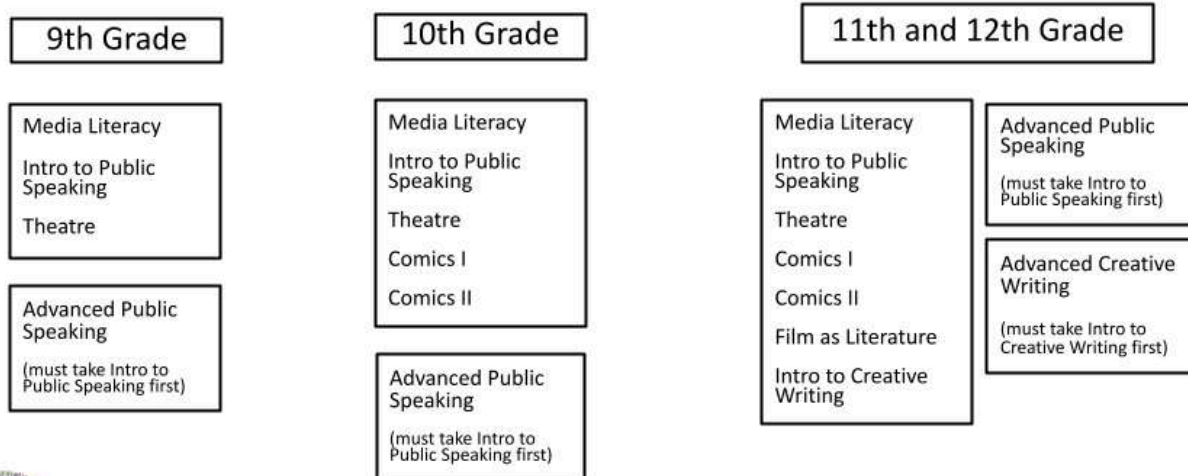 9th Grade
Media Literacy
Intro to Public
Speaking
Theatre
Advanced Public
Speaking
(must take Intro to
Public Speaking first)
10th Grade
Media Literacy
Intro to Public
Speaking
Theatre
Comics I
Comics II
Advanced Public
Speaking
(must take Intro to
Public Speaking first)
11th and 12th Grade
Media Literacy
Intro to Public
Speaking
Theatre
Comics I
Comics II
Film as Literature
Intro to Creative
Writing
Advanced Public
Speaking
(must take Intro to
Public Speaking first)
Advanced Creative
Writing
(must take Intro to
Creative Writing first)